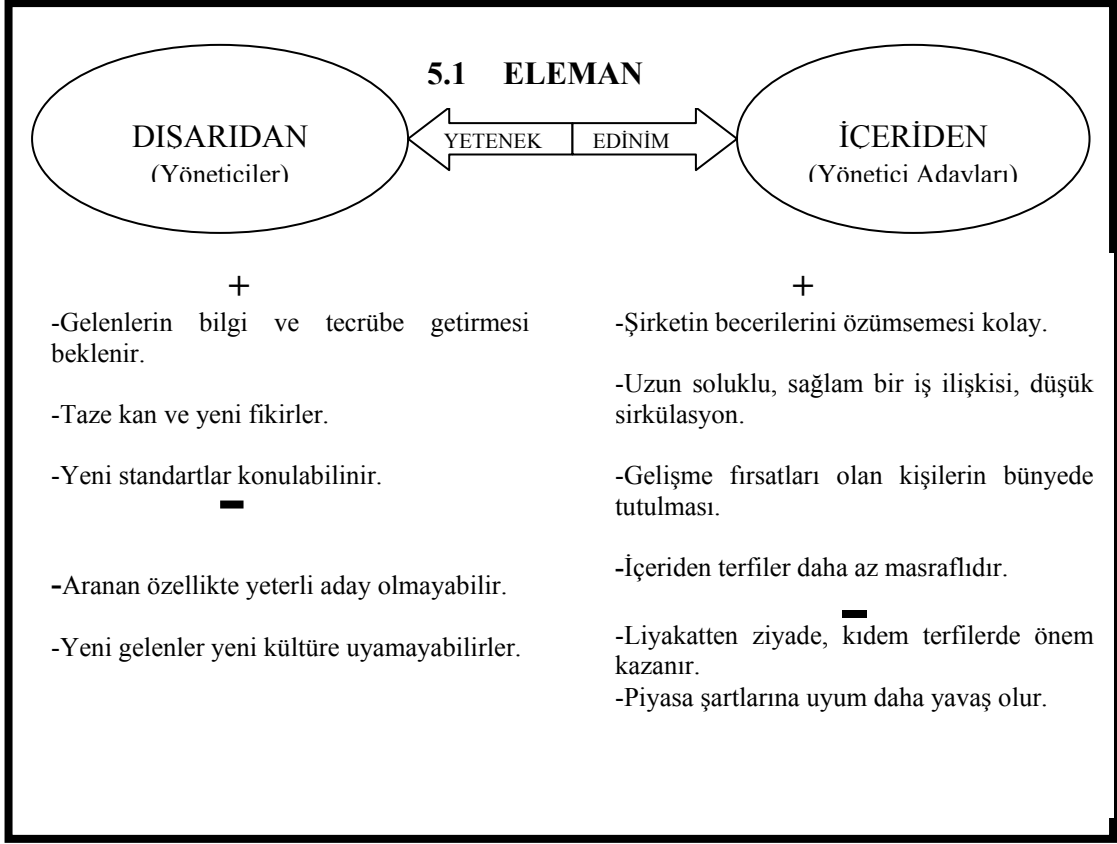 5.1 ELEMAN
DISARIDAN
(Yöneticiler)
YETENEK EDİNİM
İCERİDEN
(Yönetici Adavları)
+
-Gelenlerin bilgi ve tecrübe getirmesi
beklenir.
-Taze kan ve yeni fikirler.
-Yeni standartlar konulabilinir.
-
-Aranan özellikte yeterli aday olmayabilir.
-Yeni gelenler yeni kültüre uyamayabilirler.
+
-Şirketin becerilerini özümsemesi kolay.
-Uzun soluklu, sağlam bir iş ilişkisi, düşük
sirkülasyon.
-Gelişme fırsatları olan kişilerin bünyede
tutulması.
-İçeriden terfiler daha az masraflıdır.
-
-Liyakatten ziyade, kıdem terfilerde önem
kazanır.
-Piyasa şartlarına uyum daha yavaş olur.